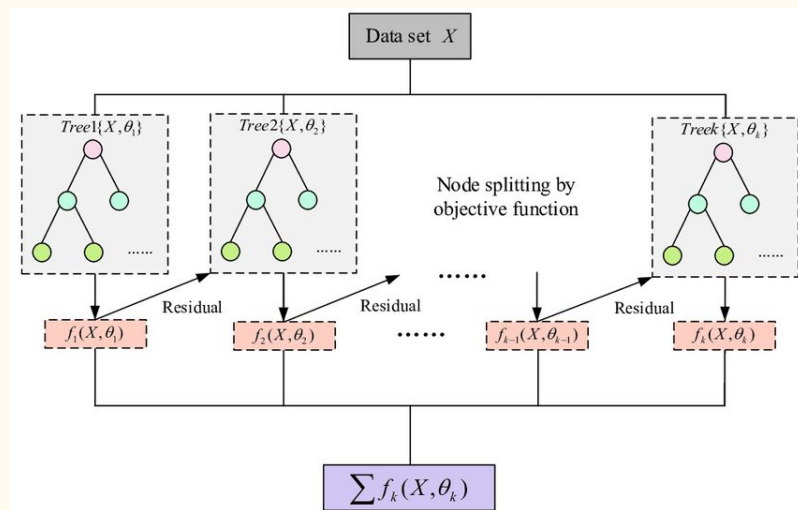 Data set X
Tree1{X,θ₁}
Tree2{X,θ₂}
Treek{X,θₖ}
Node splitting by
objective function
......
......
......
......
Residual
Residual
Residual
f₁(X,θ₁)
f₂(X,θ₂)
......
fₖ₋₁(X,θₖ₋₁)
fₖ(X,θₖ)
∑fₖ(X,θₖ)